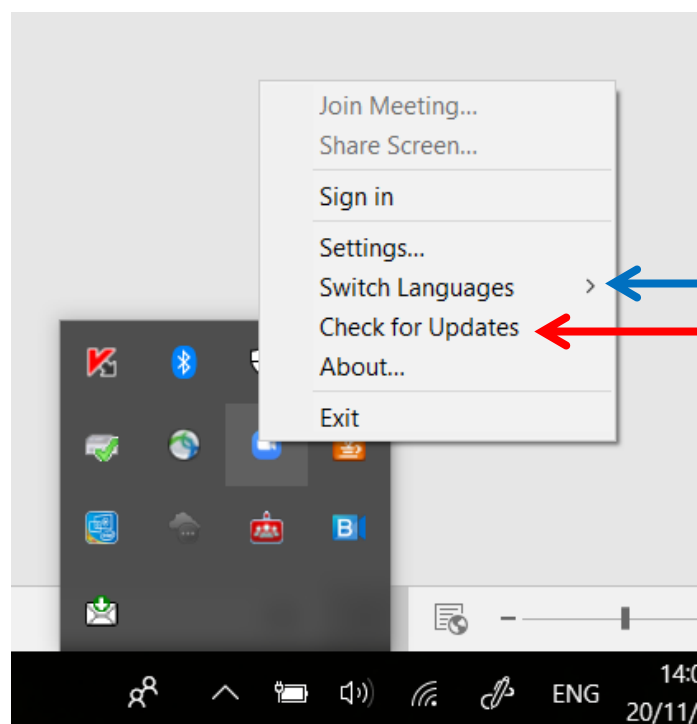 Join Meeting...
Share Screen...
Sign in
Settings...
Switch Languages
Check for Updates
About...
Exit
B
ENG
14:0
20/11/